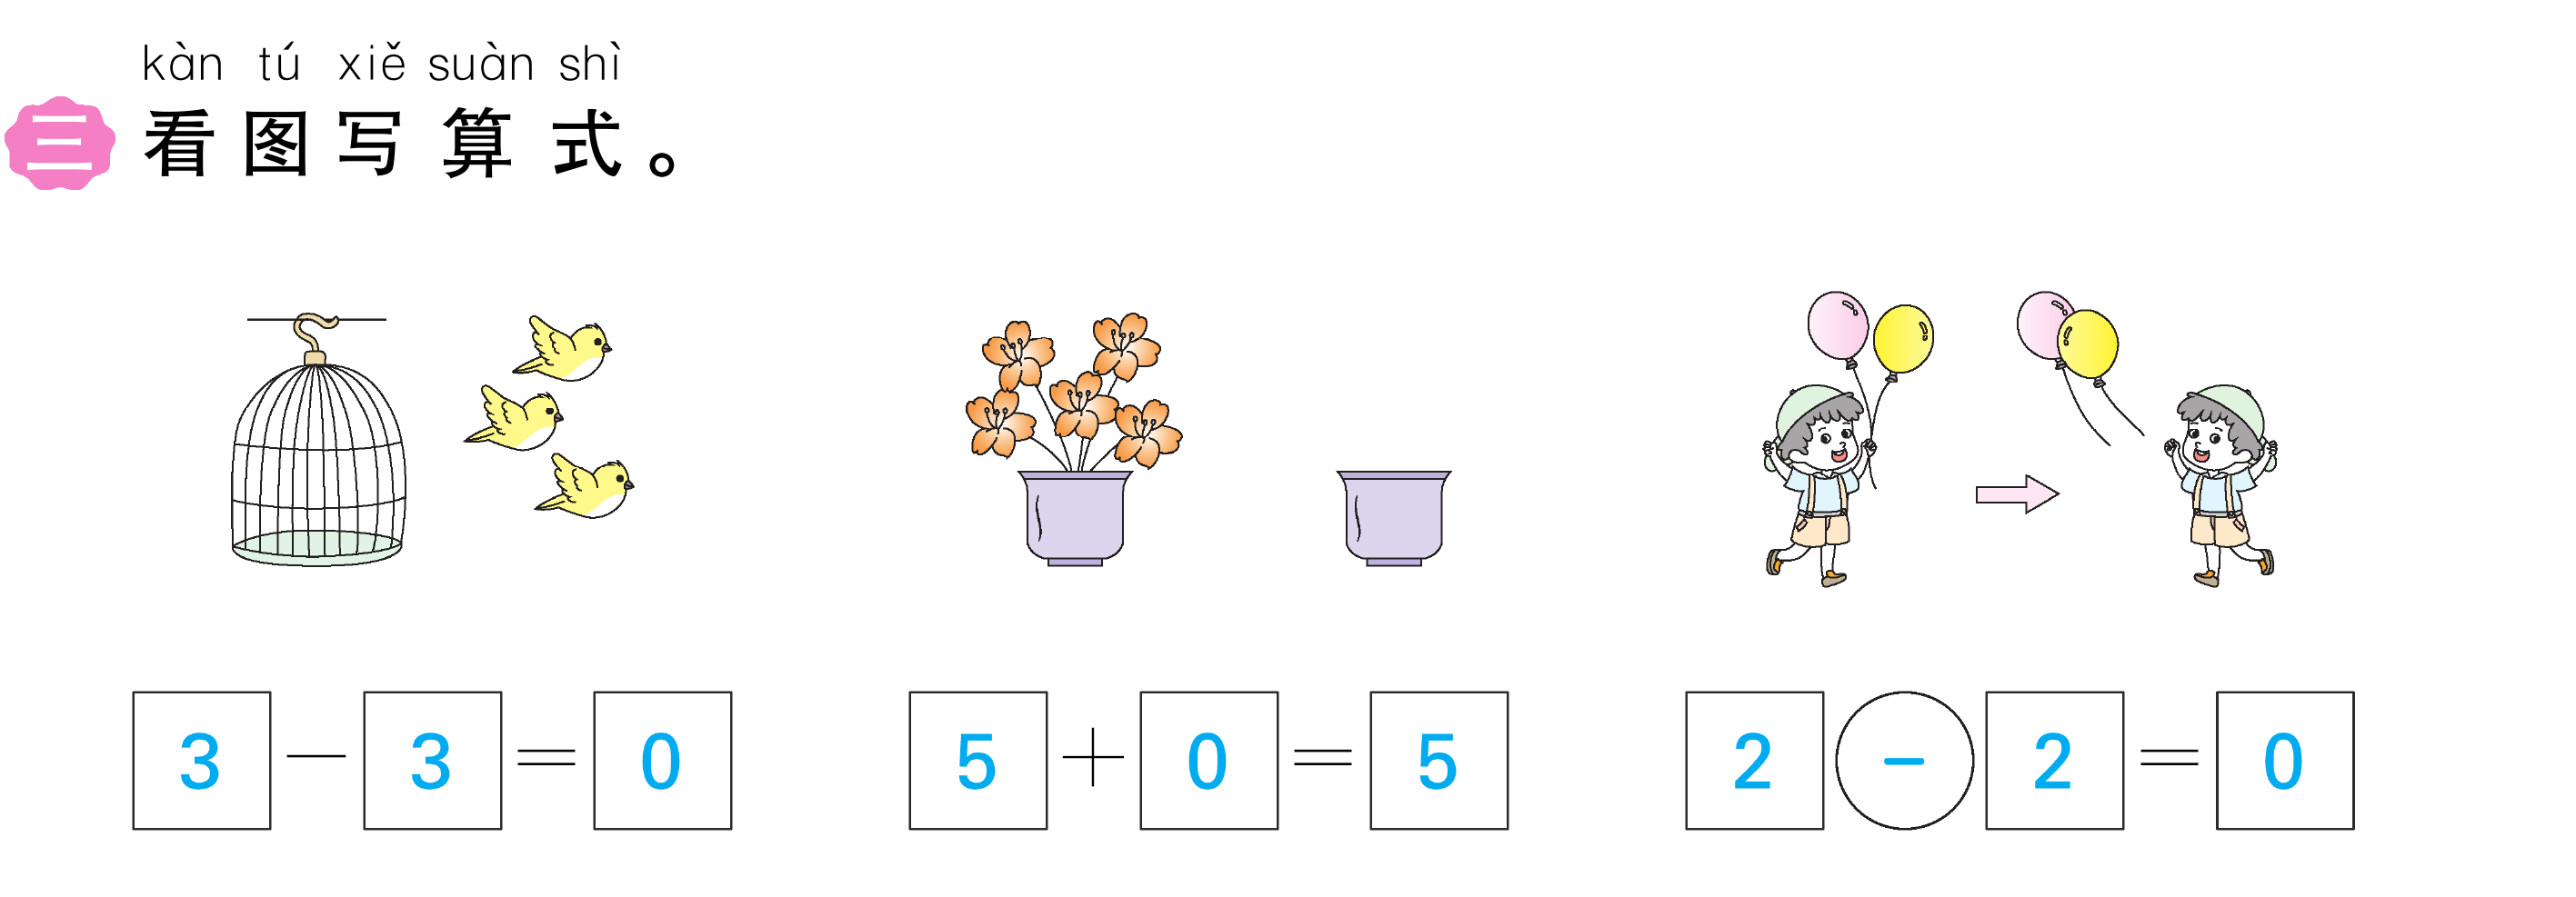 kàn tú xiě suàn shì
三 看图写算式。
3 — 3 = 0
5 + 0 = 5
2 - 2 = 0